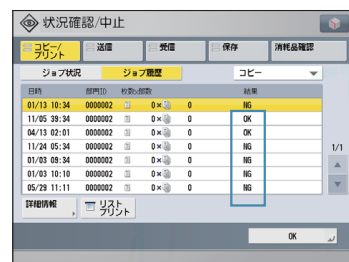 状況確認/中止
コピー/プリント 送信 受信 保存 消耗品確認
ジョブ状況 ジョブ履歴 コピー
日時 部門ID 枚数x部数 結果
01/13 10:34 0000002 0× 0 NG
11/05 39:34 0000002 0× 0 OK
04/13 02:01 0000002 0× 0 OK
11/24 05:34 0000002 0× 0 NG
01/03 09:34 0000002 0× 0 NG
01/03 10:10 0000002 0× 0 NG
05/29 11:11 0000002 0× 0 NG
1/1
詳細情報 リストプリント
OK